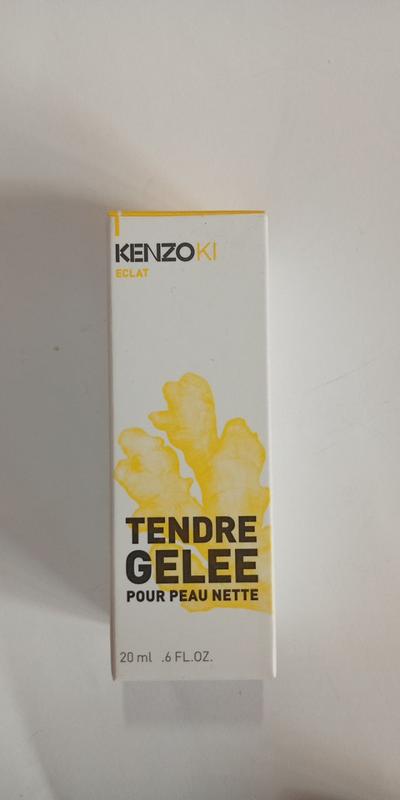 KENZOKI
ECLAT
TENDRE
GELEE
POUR PEAU NETTE
20 ml .6 FL.OZ.